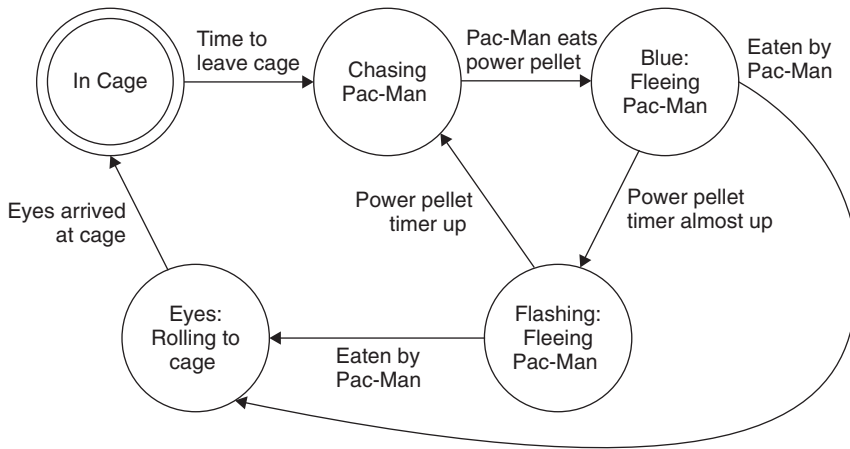 In Cage
Time to
leave cage
Chasing
Pac-Man
Pac-Man eats
power pellet
Blue:
Fleeing
Pac-Man
Eaten by
Pac-Man
Eyes arrived
at cage
Power pellet
timer up
Power pellet
timer almost up
Eyes:
Rolling to
cage
Eaten by
Pac-Man
Flashing:
Fleeing
Pac-Man